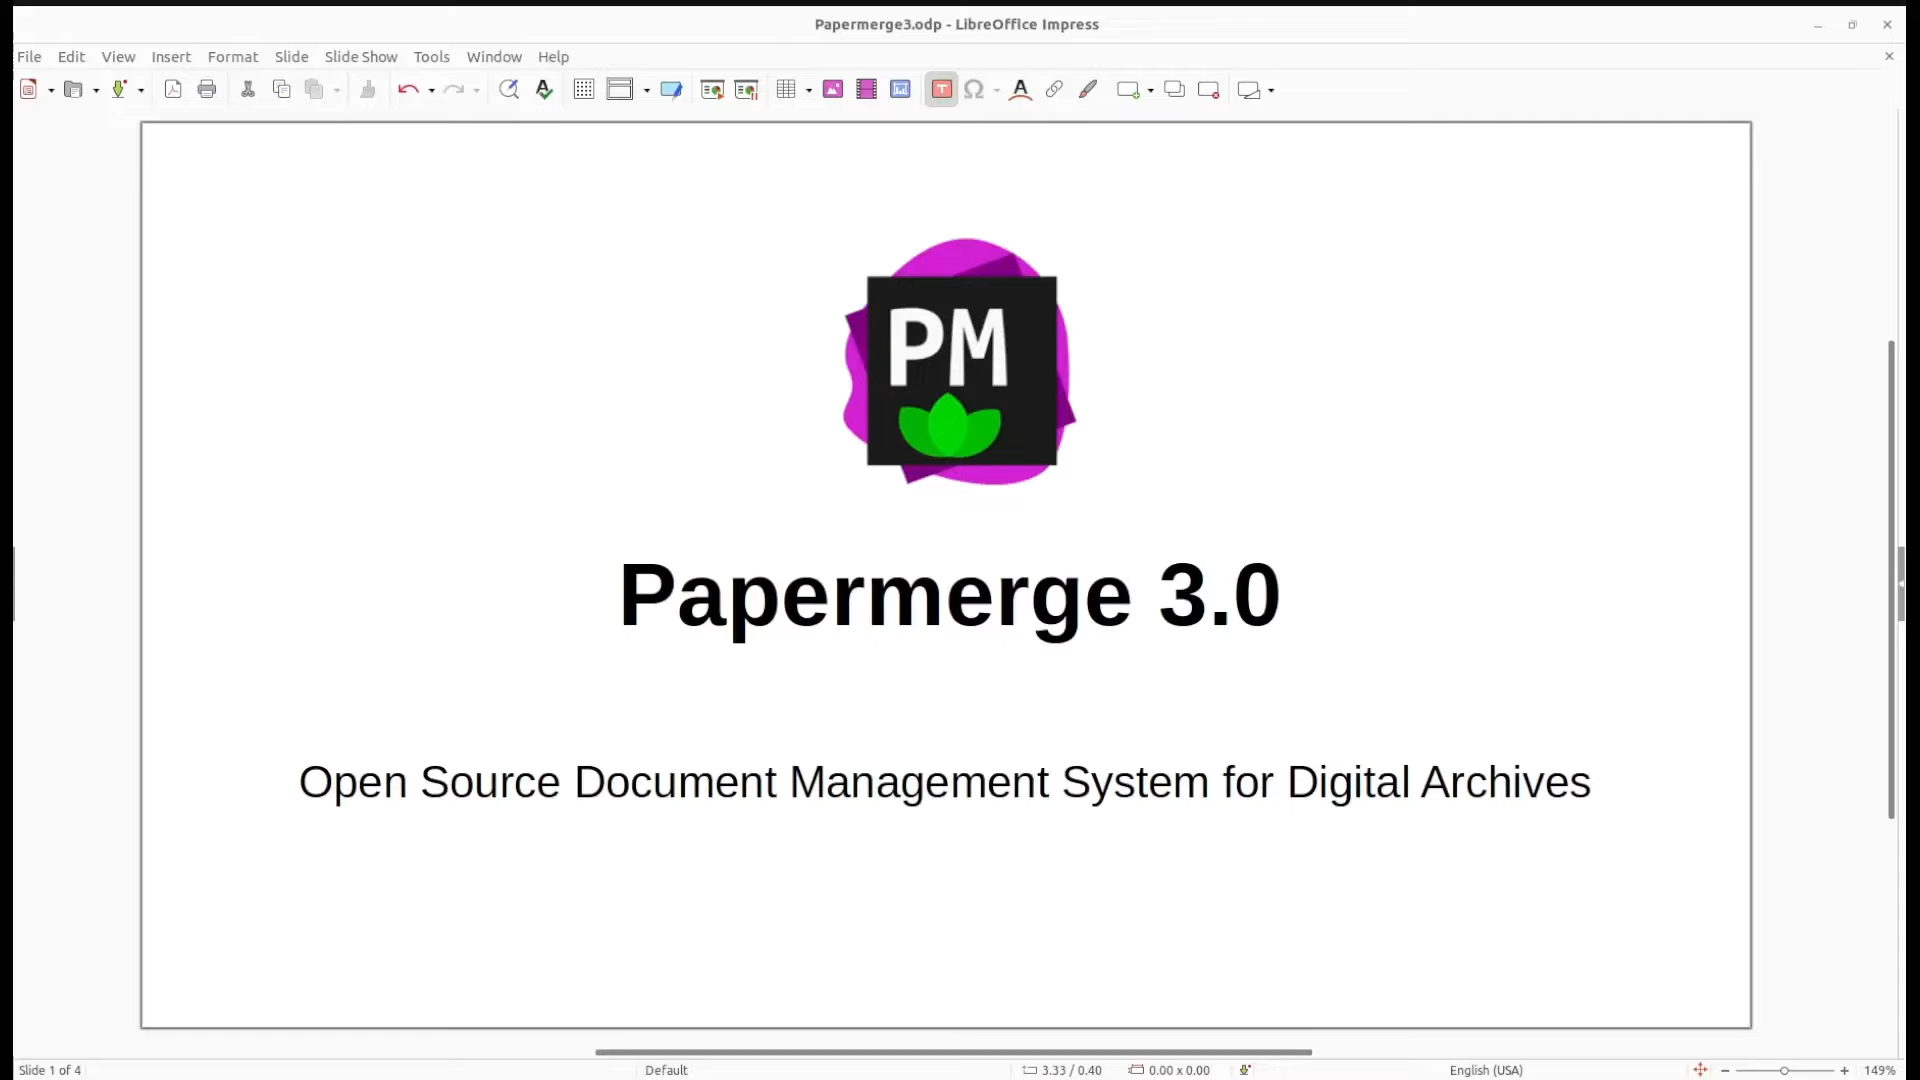 Papermerge3.odp - LibreOffice Impress
File Edit View Insert Format Slide Slide Show Tools Window Help
PM
Papermerge 3.0
Open Source Document Management System for Digital Archives
Slide 1 of 4 Default 3.33 / 0.40 0.00 x 0.00 English (USA) 149%